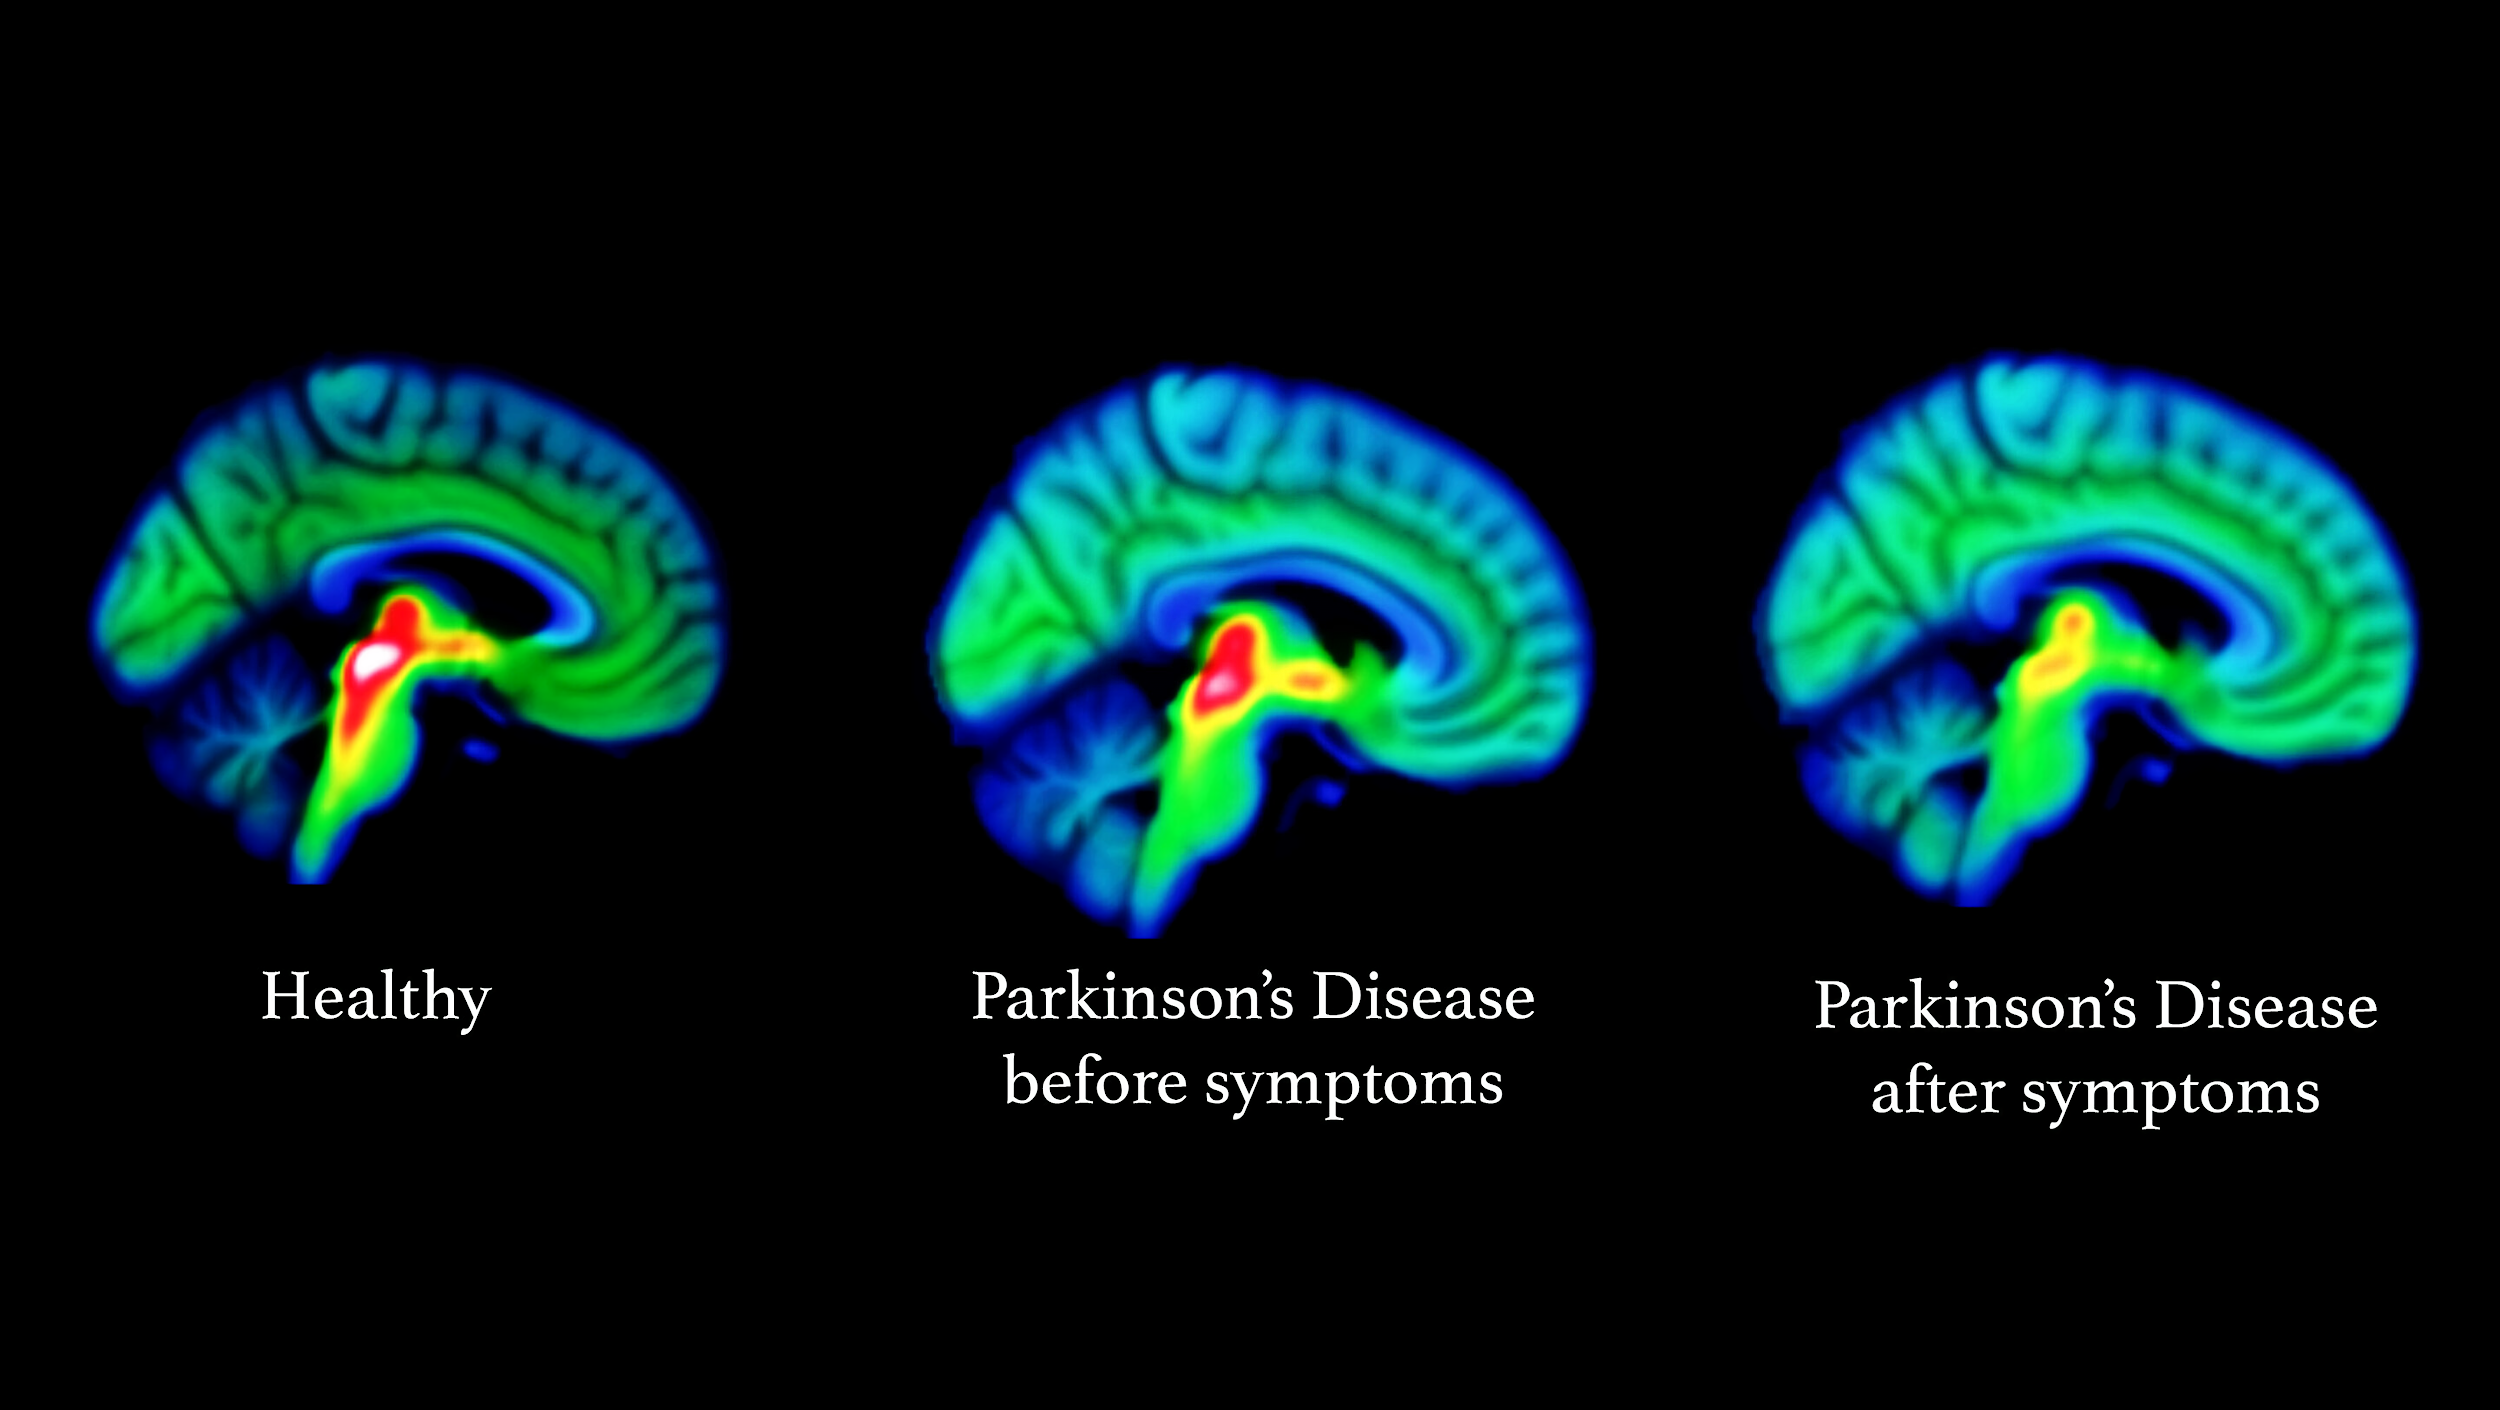 Healthy
Parkinson’s Disease
before symptoms
Parkinson’s Disease
after symptoms